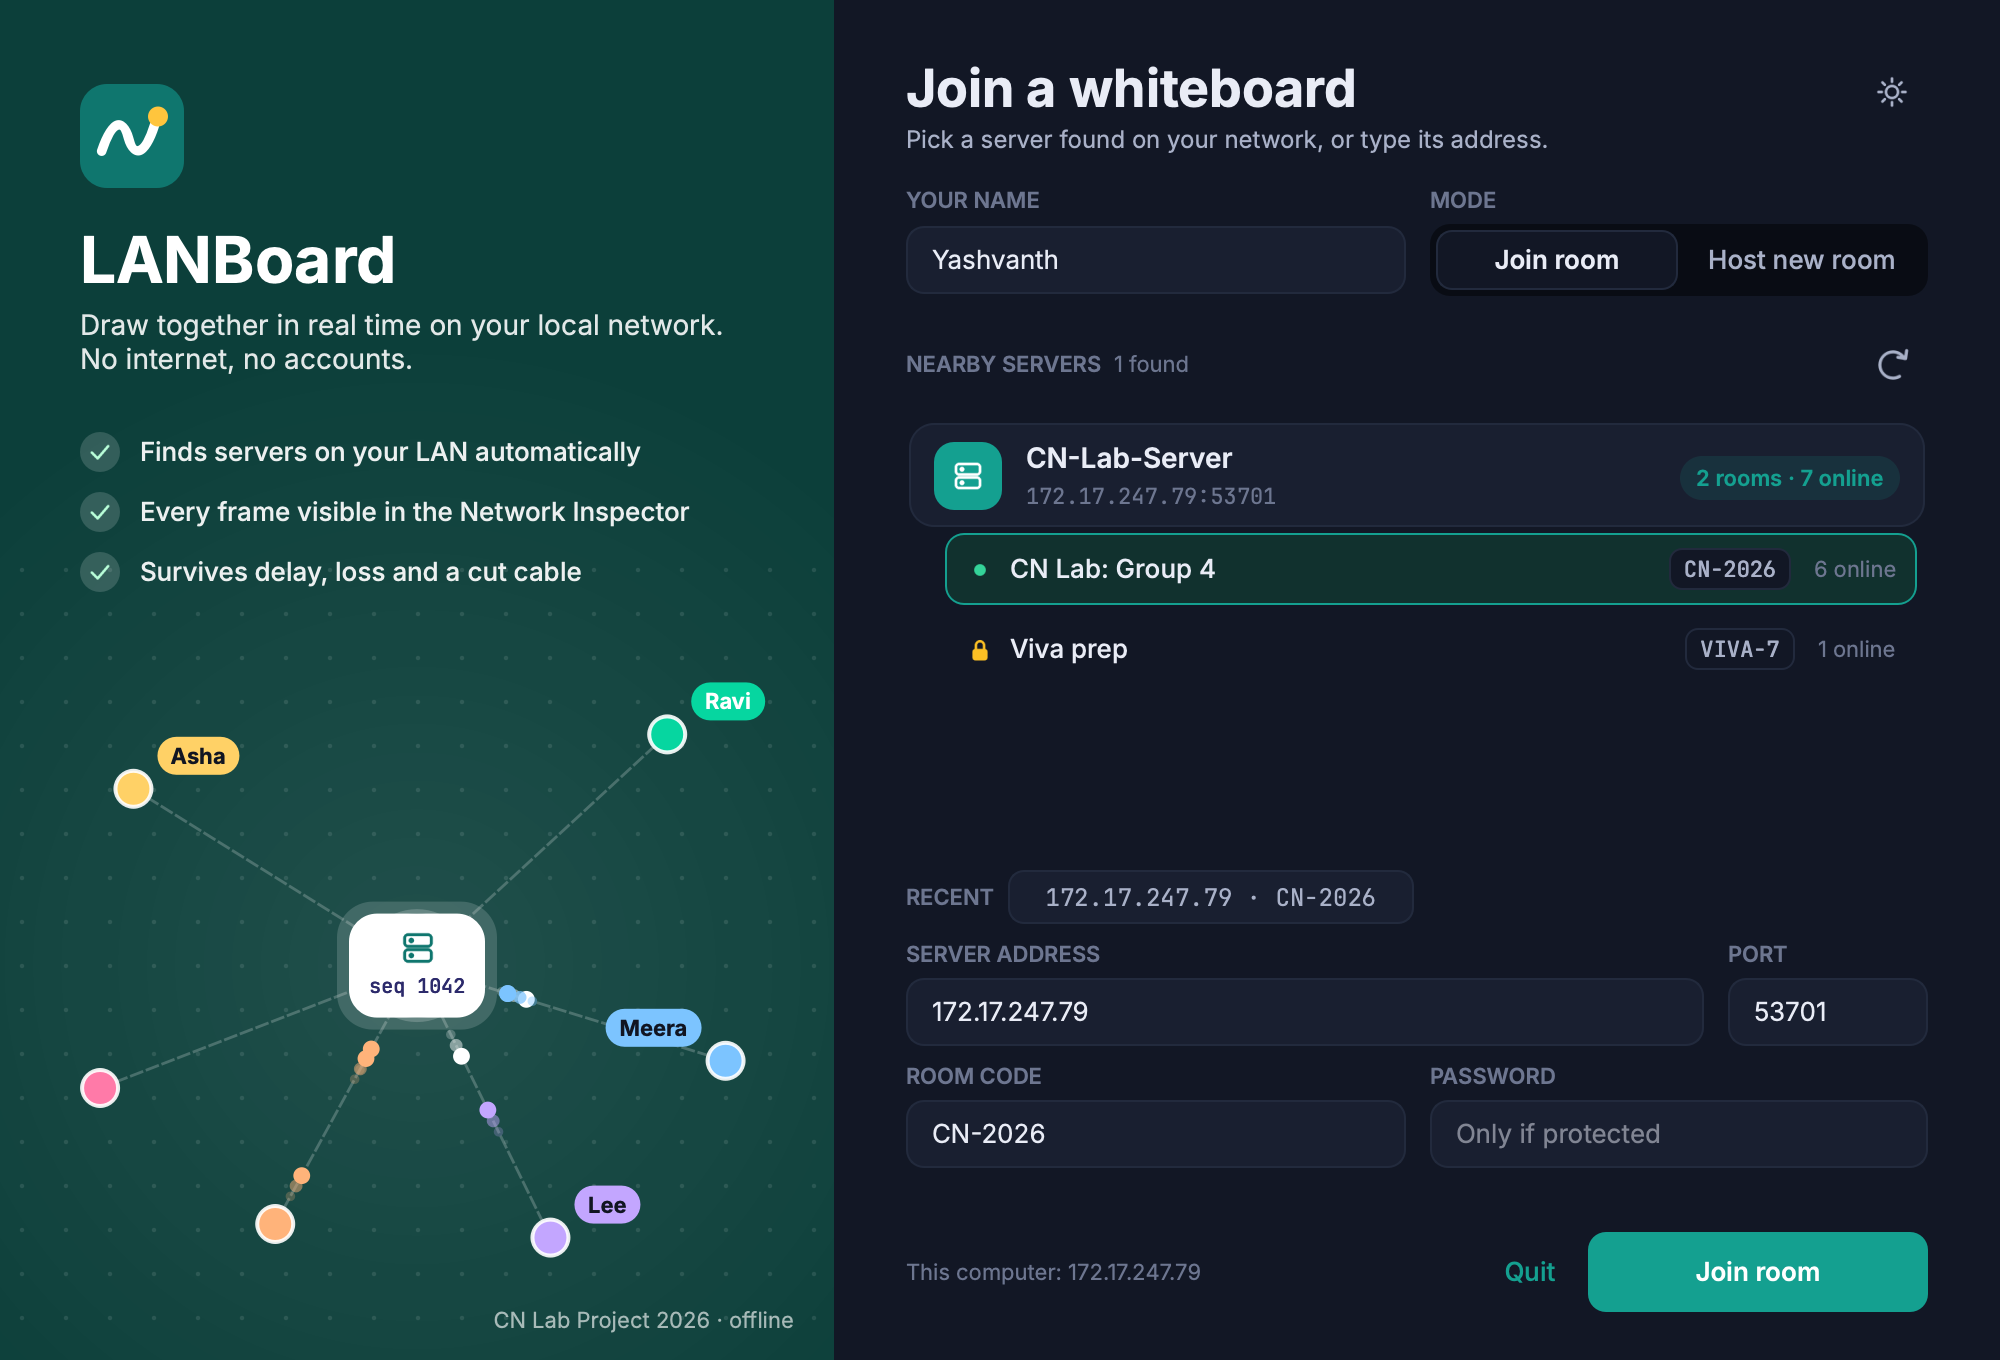 LANBoard
Draw together in real time on your local network.
No internet, no accounts.
Finds servers on your LAN automatically
Every frame visible in the Network Inspector
Survives delay, loss and a cut cable
Ravi
Asha
seq 1042
Meera
Lee
CN Lab Project 2026 · offline
Join a whiteboard
Pick a server found on your network, or type its address.
YOUR NAME
MODE
Yashvanth
Join room
Host new room
NEARBY SERVERS 1 found
CN-Lab-Server
172.17.247.79:53701
2 rooms · 7 online
CN Lab: Group 4
CN-2026
6 online
Viva prep
VIVA-7
1 online
RECENT
172.17.247.79 · CN-2026
SERVER ADDRESS
PORT
172.17.247.79
53701
ROOM CODE
PASSWORD
CN-2026
Only if protected
This computer: 172.17.247.79
Quit
Join room